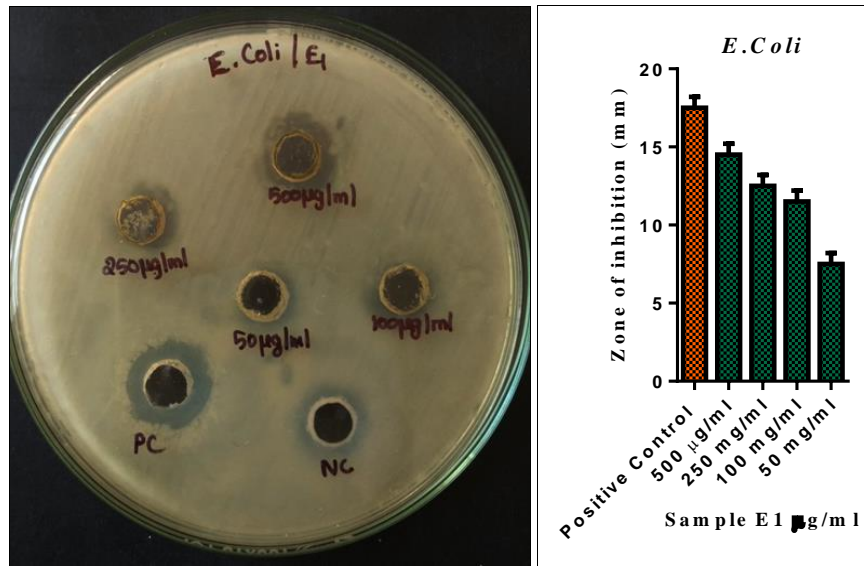 E.Coli/E1
500µg/ml
250µg/ml
50µg/ml
100µg/ml
PC
NC
E.Coli
Zone of inhibition (mm)
20
15
10
5
0
Positive Control
500 µg/ml
250 mg/ml
100 mg/ml
50 mg/ml
Sample E1 µg/ml